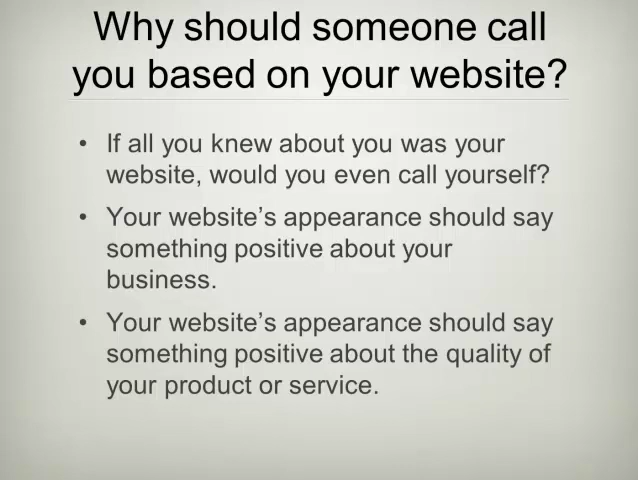 Why should someone call
you based on your website?
• If all you knew about you was your
website, would you even call yourself?
• Your website’s appearance should say
something positive about your
business.
• Your website’s appearance should say
something positive about the quality of
your product or service.